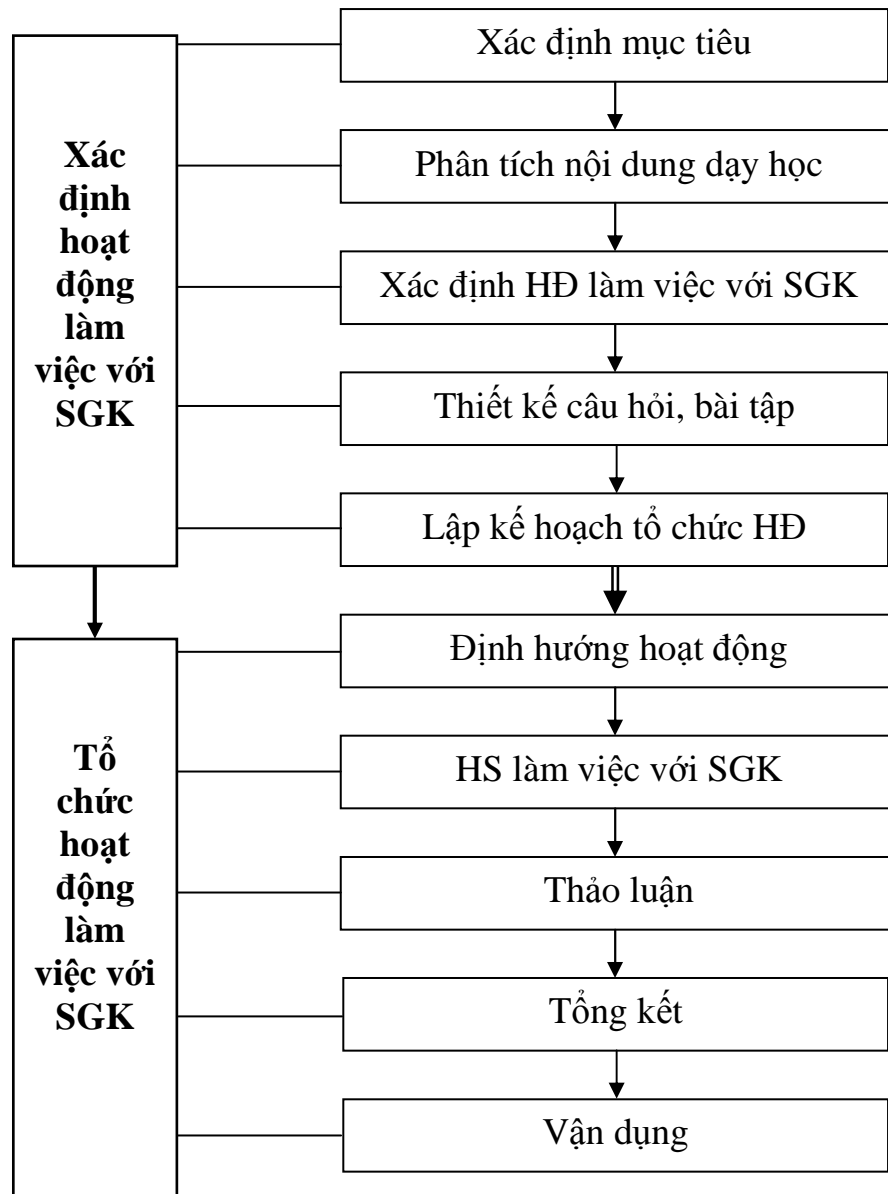 Xác
định
hoạt
động
làm
việc với
SGK
Xác định mục tiêu
Phân tích nội dung dạy học
Xác định HĐ làm việc với SGK
Thiết kế câu hỏi, bài tập
Lập kế hoạch tổ chức HĐ
Tổ
chức
hoạt
động
làm
việc với
SGK
Định hướng hoạt động
HS làm việc với SGK
Thảo luận
Tổng kết
Vận dụng